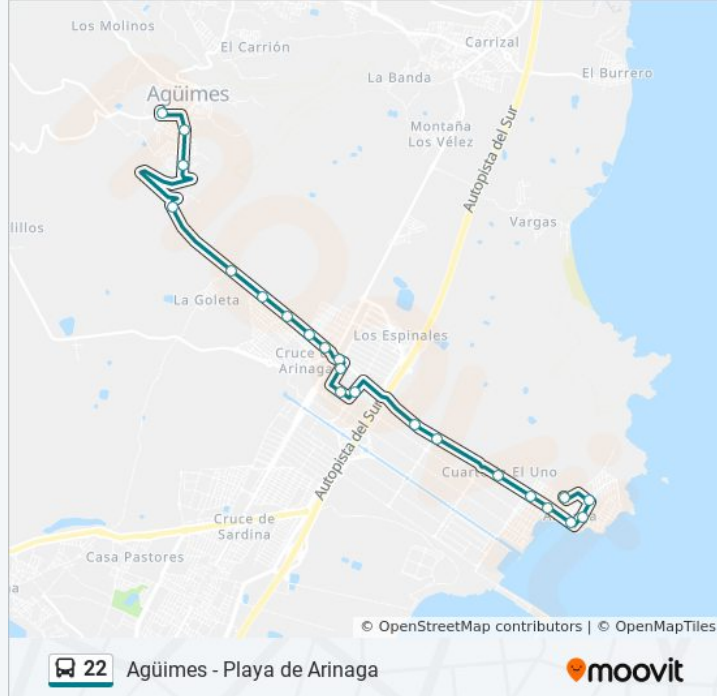 Los Molinos
El Carrión
Carrizal
La Banda
El Burrero
Agüimes
Montaña
Los Vélez
Autopista del Sur
lillos
Vargas
La Goleta
Los Espinales
Cruce de
Arinaga
Autopista del Sur
Cuarto El Uno
Cruce de
Sardina
Casa Pastores
a
© OpenStreetMap contributors | © OpenMapTiles
22 Agüimes - Playa de Arinaga
moovit